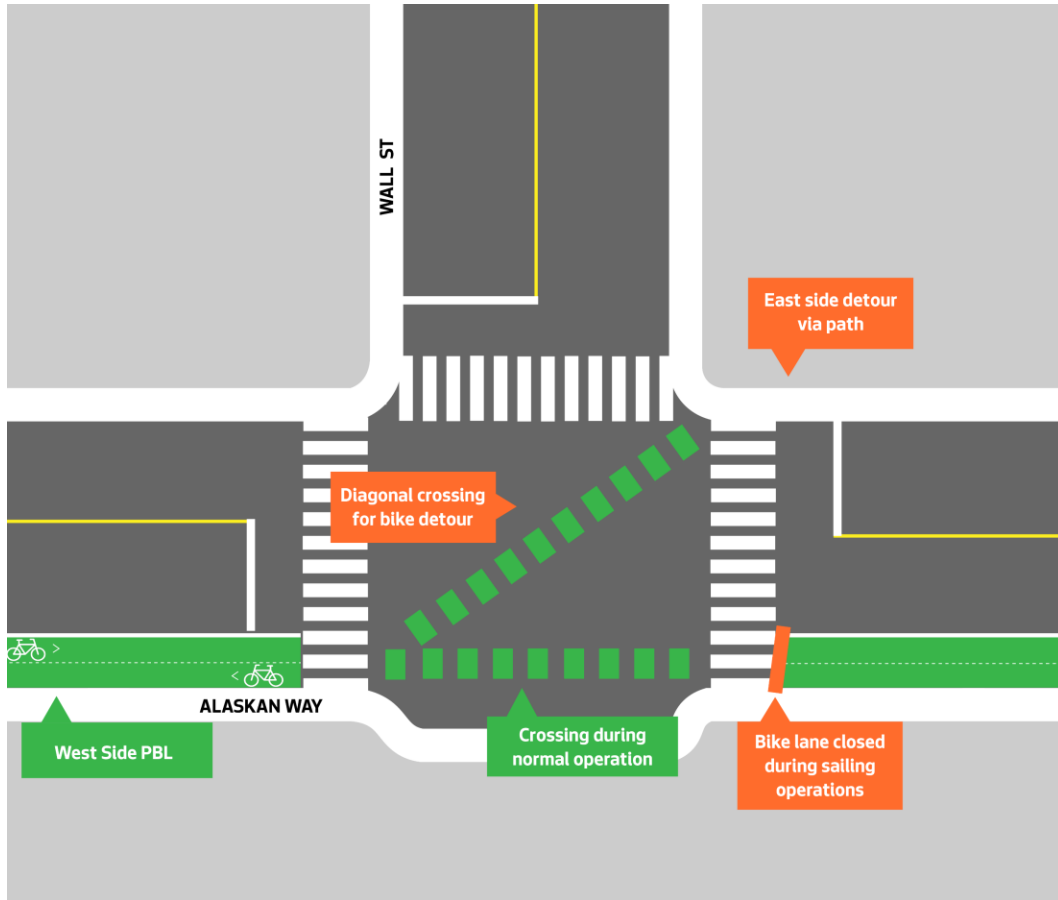 WALL ST
East side detour
via path
Diagonal crossing
for bike detour
>
<
ALASKAN WAY
West Side PBL
Crossing during
normal operation
Bike lane closed
during sailing
operations